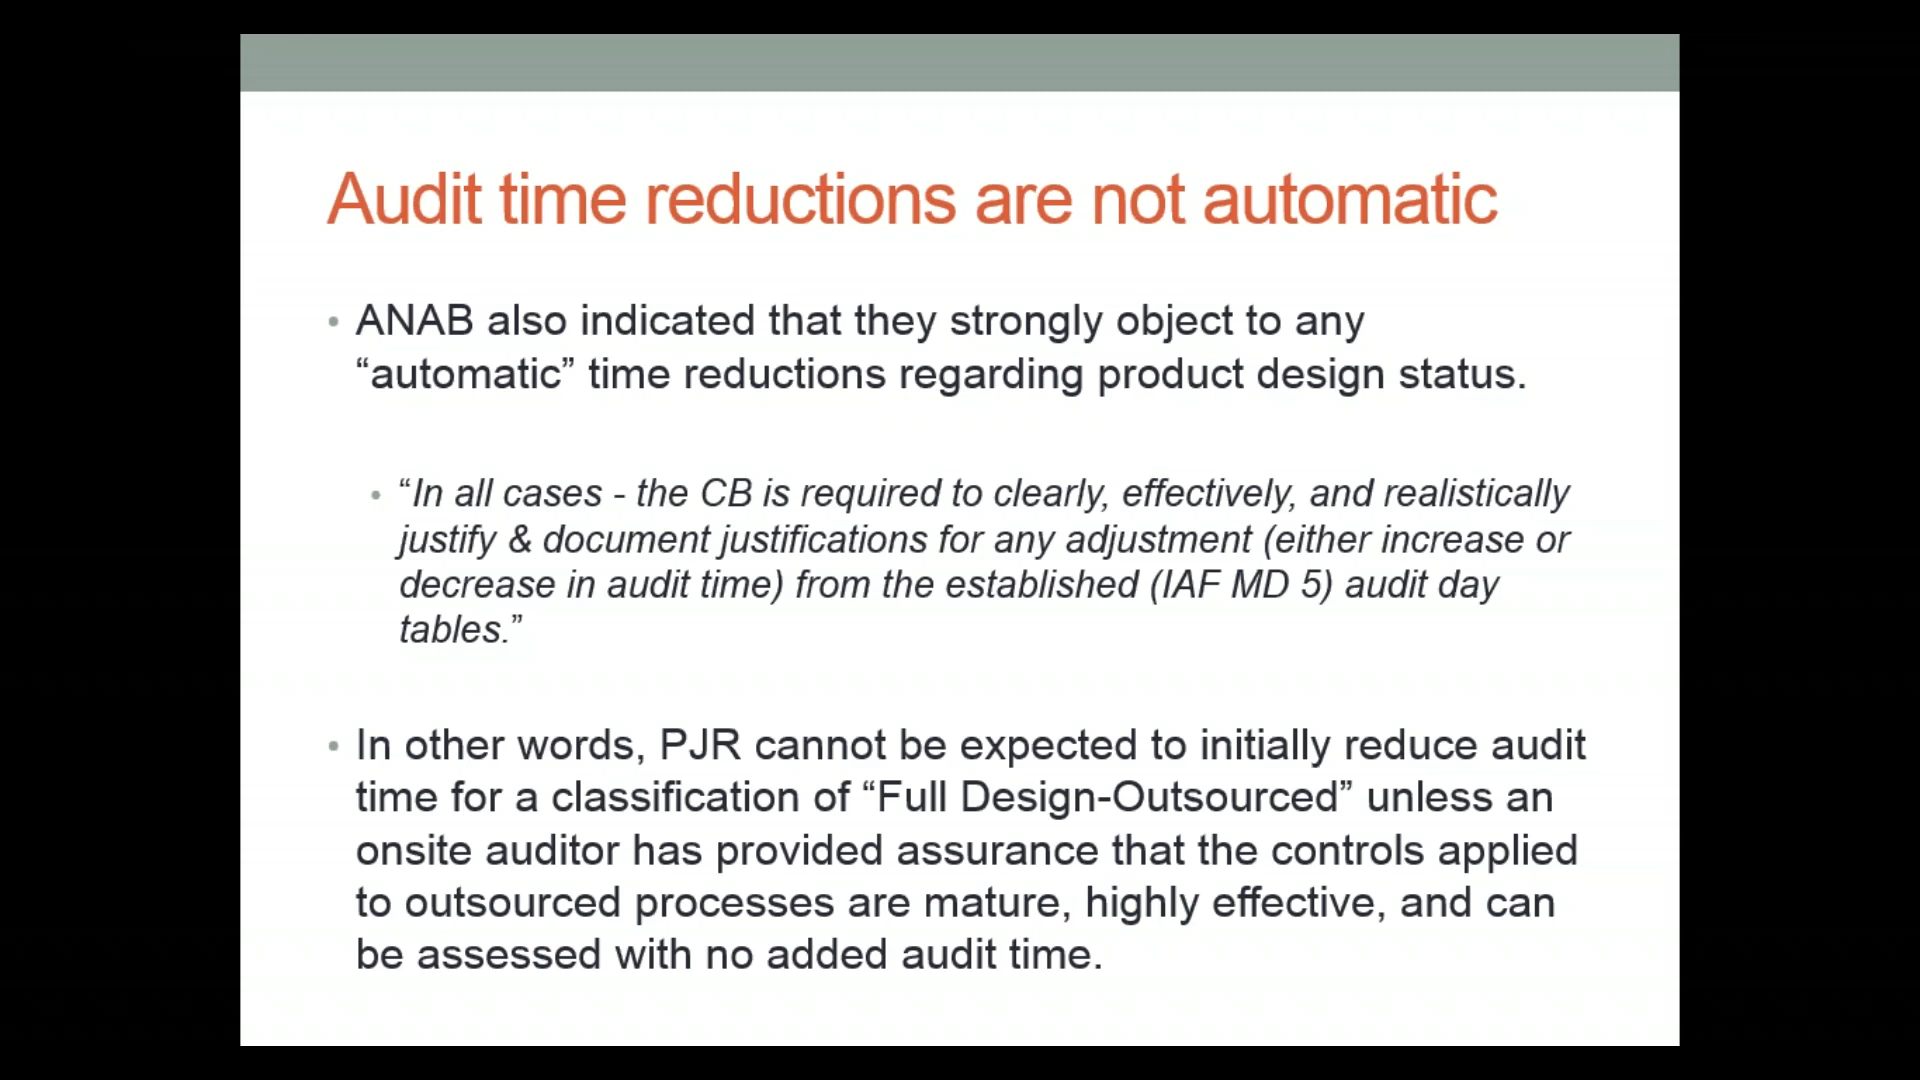 Audit time reductions are not automatic
• ANAB also indicated that they strongly object to any
“automatic” time reductions regarding product design status.
• “In all cases - the CB is required to clearly, effectively, and realistically
justify & document justifications for any adjustment (either increase or
decrease in audit time) from the established (IAF MD 5) audit day
tables.”
• In other words, PJR cannot be expected to initially reduce audit
time for a classification of “Full Design-Outsourced” unless an
onsite auditor has provided assurance that the controls applied
to outsourced processes are mature, highly effective, and can
be assessed with no added audit time.